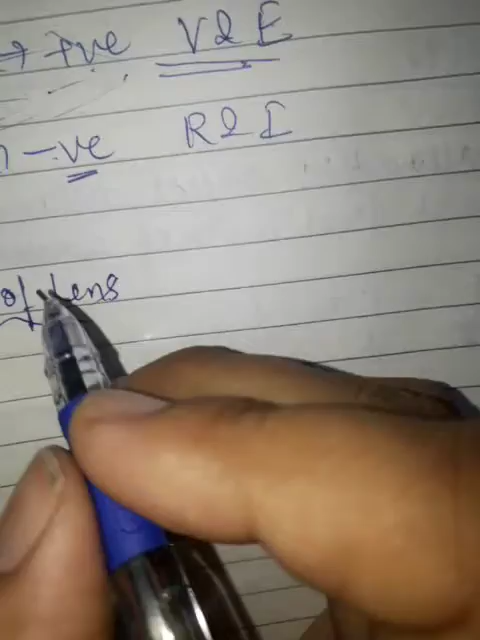 → +ve V & E
n -ve R & I
of Lens